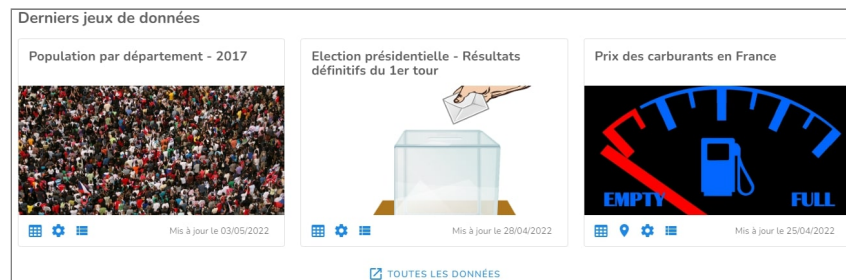 Derniers jeux de données
Population par département - 2017
Election présidentielle - Résultats
définitifs du 1er tour
Prix des carburants en France
EMPTY
FULL
Mis à jour le 03/05/2022
Mis à jour le 28/04/2022
Mis à jour le 25/04/2022
TOUTES LES DONNÉES